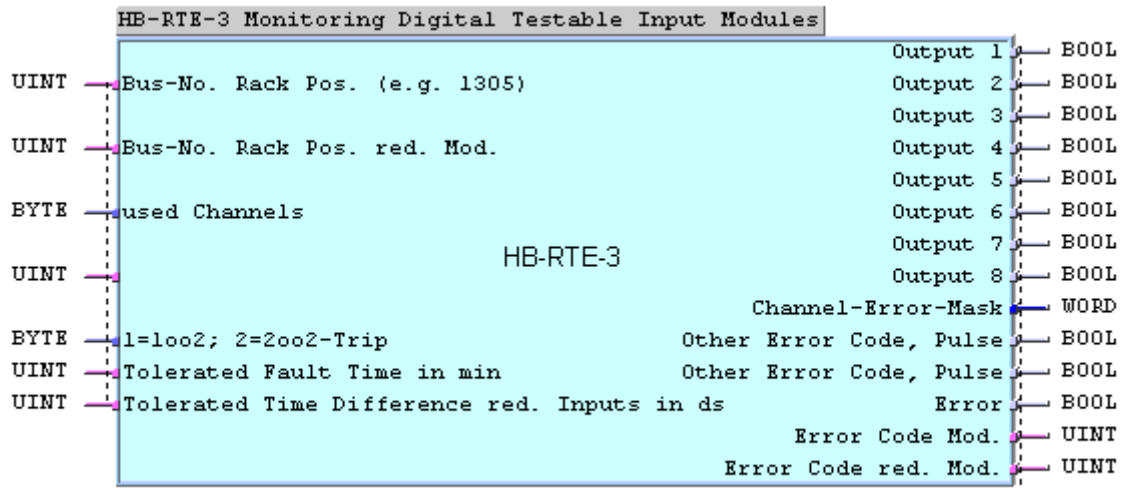 HB-RTE-3 Monitoring Digital Testable Input Modules
Output 1 BOOL
UINT Bus-No. Rack Pos. (e.g. 1305) Output 2 BOOL
Output 3 BOOL
UINT Bus-No. Rack Pos. red. Mod. Output 4 BOOL
Output 5 BOOL
BYTE used Channels Output 6 BOOL
HB-RTE-3 Output 7 BOOL
UINT Output 8 BOOL
Channel-Error-Mask WORD
BYTE 1=1oo2; 2=2oo2-Trip Other Error Code, Pulse BOOL
UINT Tolerated Fault Time in min Other Error Code, Pulse BOOL
UINT Tolerated Time Difference red. Inputs in ds Error BOOL
Error Code Mod. UINT
Error Code red. Mod. UINT